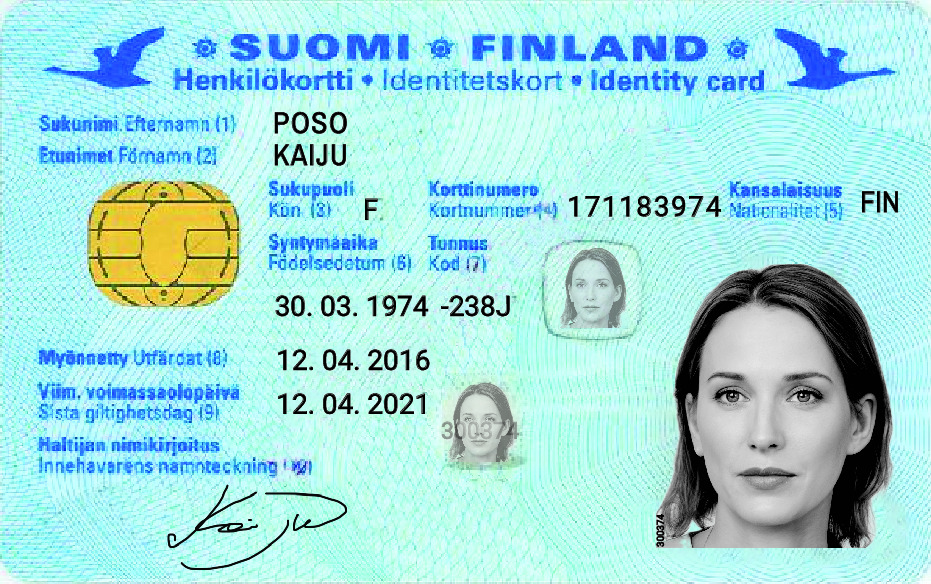 SUOMI FINLAND
Henkilökortti • Identitetskort • Identity card
Sukunimi Efternamn (1) POSO
Etunimet Förnamn (2) KAIJU
Sukupuoli Korttinumero Kansalaisuus
Kön (3) F Kortnummer (4) 171183974 Nationalitet (5) FIN
Syntymäaika Tunnus
Födelsedetum (6) Kod (7)
30. 03. 1974 -238J
Myönnetty Utfärdat (8) 12. 04. 2016
Viim. voimassaolopäivä
Sista giltighetsdag (9) 12. 04. 2021
300374
Haltijan nimikirjoitus
Innehavarens namnteckning
300374